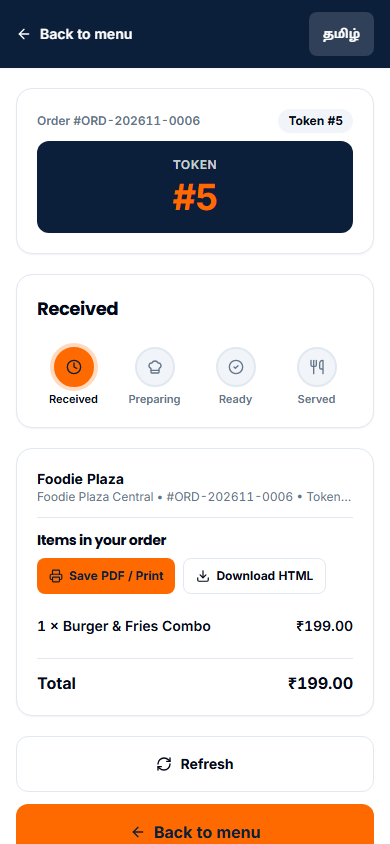 Back to menu
தமிழ்
Order #ORD-202611-0006
Token #5
TOKEN
#5
Received
Received
Preparing
Ready
Served
Foodie Plaza
Foodie Plaza Central • #ORD-202611-0006 • Token...
Items in your order
Save PDF / Print
Download HTML
1 × Burger & Fries Combo
₹199.00
Total
₹199.00
Refresh
Back to menu